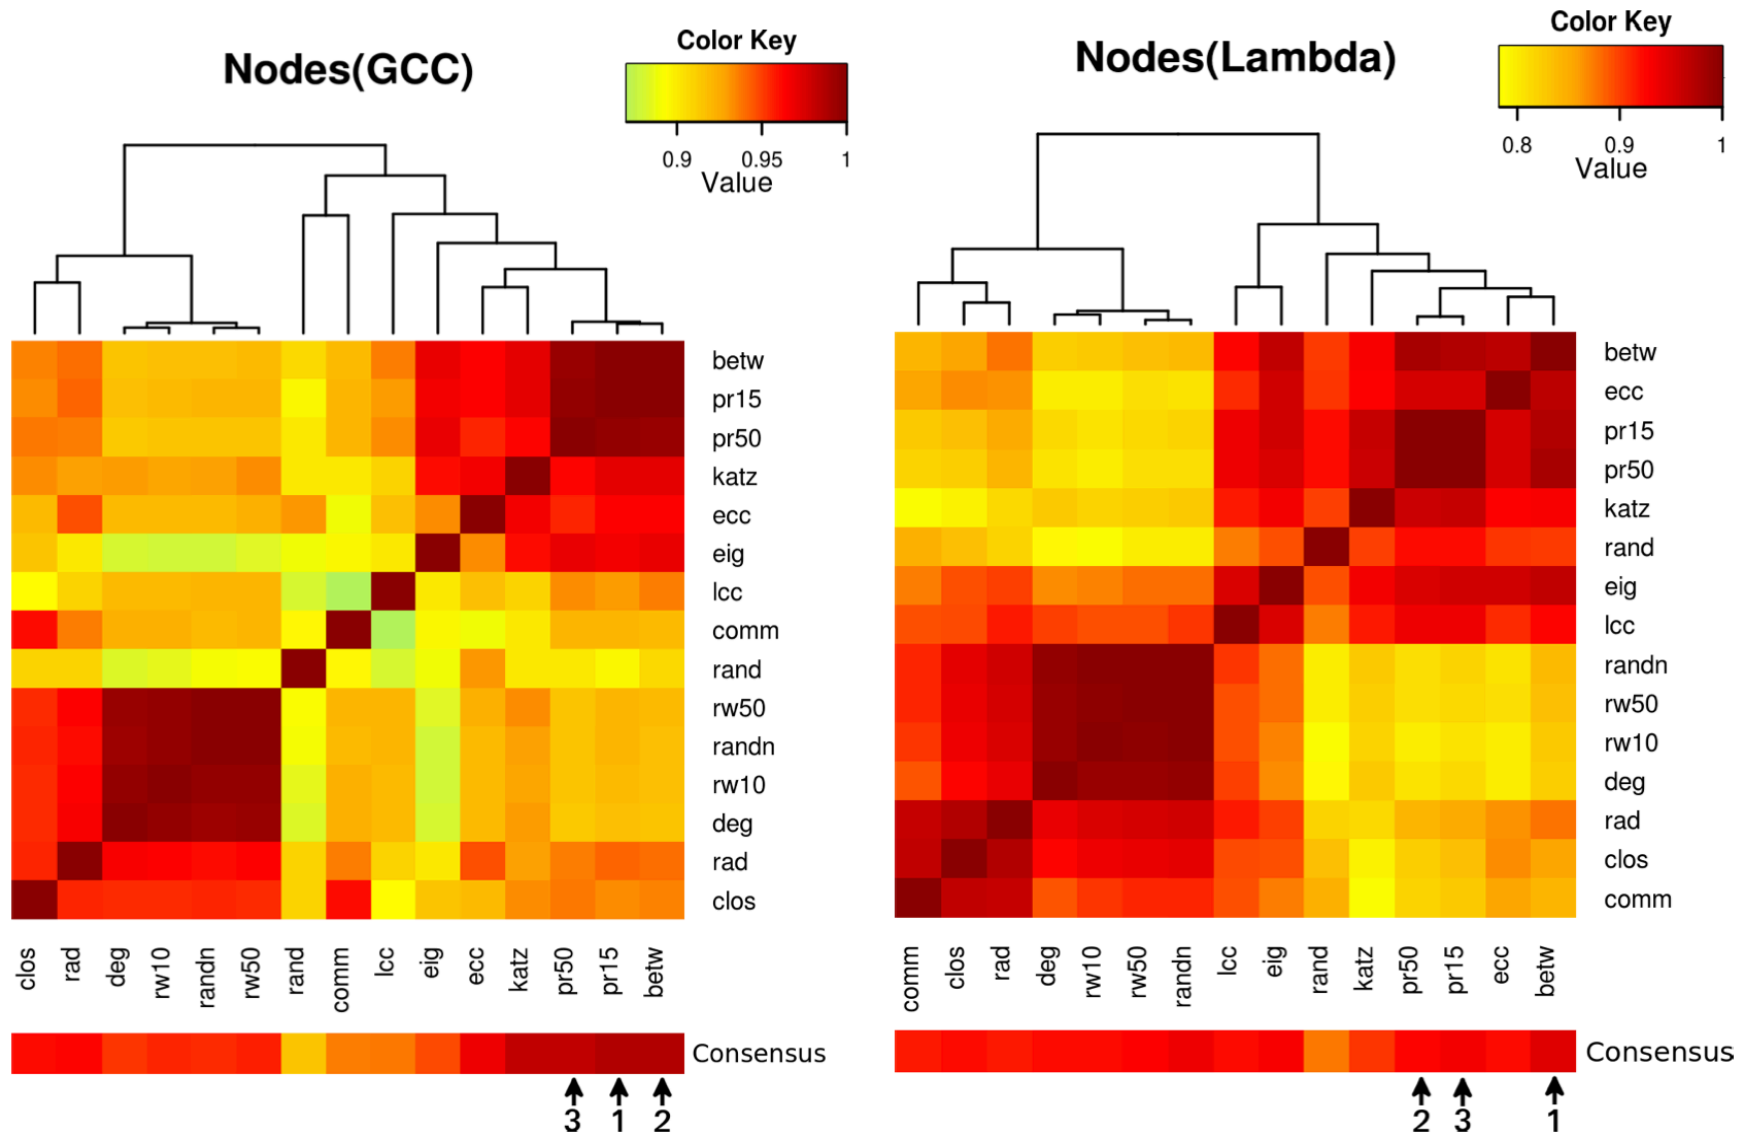 Nodes(GCC)
Color Key
0.9 0.95 1
Value
betw
pr15
pr50
katz
ecc
eig
lcc
comm
rand
rw50
randn
rw10
deg
rad
clos
clos rad deg rw10 randn rw50 rand comm lcc eig ecc katz pr50 pr15 betw
Consensus
3 1 2
Nodes(Lambda)
Color Key
0.8 0.9 1
Value
betw
ecc
pr15
pr50
katz
rand
eig
lcc
randn
rw50
rw10
deg
rad
clos
comm
comm clos rad deg rw10 rw50 randn lcc eig rand katz pr50 pr15 ecc betw
Consensus
2 3 1